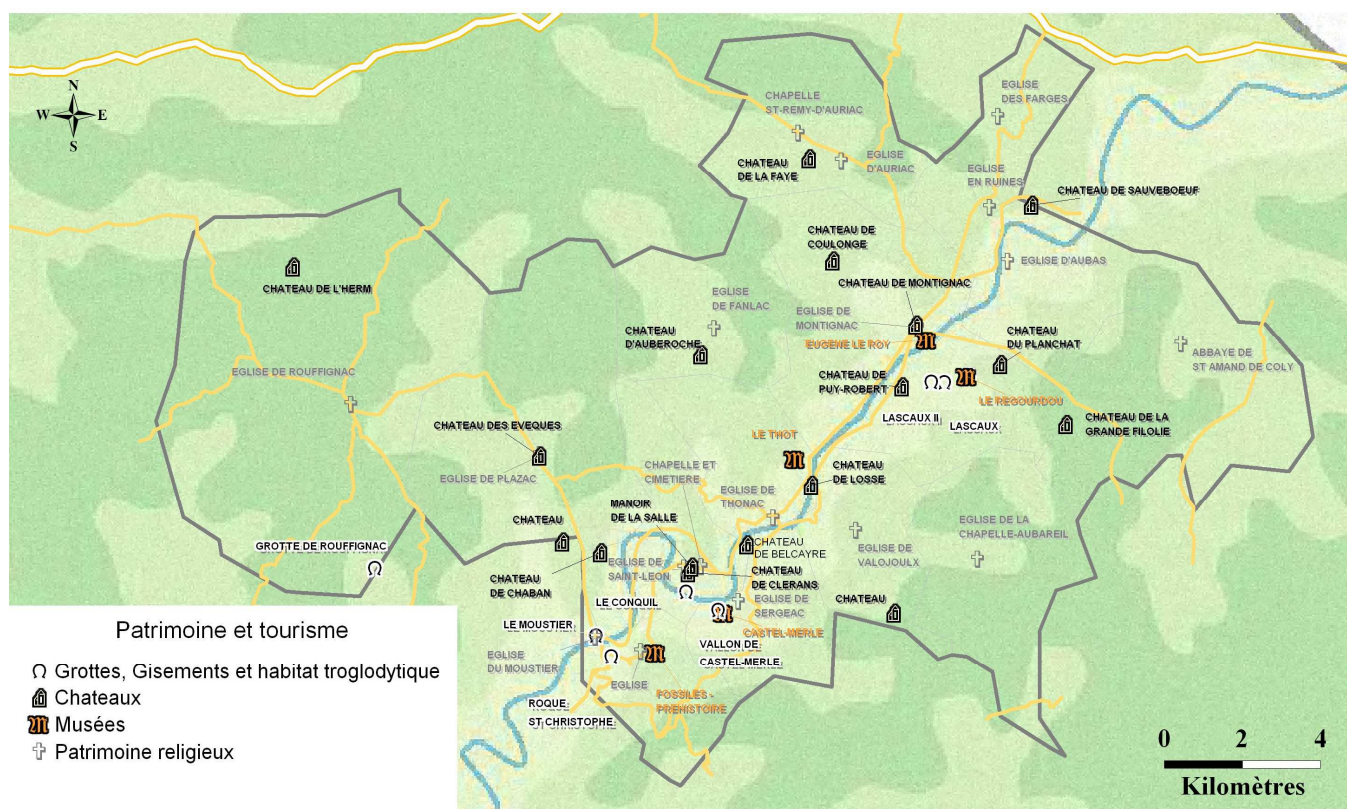 N
W E
S
CHAPELLE
ST-REMY-D'AURIAC
EGLISE
DES FARGES
CHATEAU
DE LA FAYE
EGLISE
D'AURIAC
EGLISE
EN RUINES
CHATEAU DE SAUVEBOEUF
CHATEAU DE
COULONGE
EGLISE D'AUBAS
CHATEAU DE L'HERM
CHATEAU DE MONTIGNAC
EGLISE
DE FANLAC
EGLISE DE
MONTIGNAC
EUGENE LE ROY
CHATEAU
D'AUBEROCHE
CHATEAU
DU PLANCHAT
ABBAYE DE
ST AMAND DE COLY
EGLISE DE ROUFFIGNAC
CHATEAU DE
PUY-ROBERT
LE REGOURDOU
LASCAUX II
LASCAUX
CHATEAU DE LA
GRANDE FILOLIE
CHATEAU DES EVEQUES
LE THOT
EGLISE DE PLAZAC
CHAPELLE ET
CIMETIERE
CHATEAU
DE LOSSE
EGLISE DE
THONAC
MANOIR
DE LA SALLE
CHATEAU
EGLISE DE LA
CHAPELLE-AUBAREIL
GROTTE DE ROUFFIGNAC
CHATEAU
DE BELCAYRE
EGLISE DE
VALOJOULX
EGLISE DE
SAINT-LEON
CHATEAU
DE CHABAN
CHATEAU
DE CLERANS
LE CONQUIL
EGLISE DE
SERGEAC
CHATEAU
LE MOUSTIER
CASTEL-MERLE
VALLON DE
CASTEL-MERLE
EGLISE
DU MOUSTIER
EGLISE
FOSSILES -
PREHISTOIRE
ROQUE
ST CHRISTOPHE
Patrimoine et tourisme
Grottes, Gisements et habitat troglodytique
Chateaux
Musées
Patrimoine religieux
0 2 4
Kilomètres